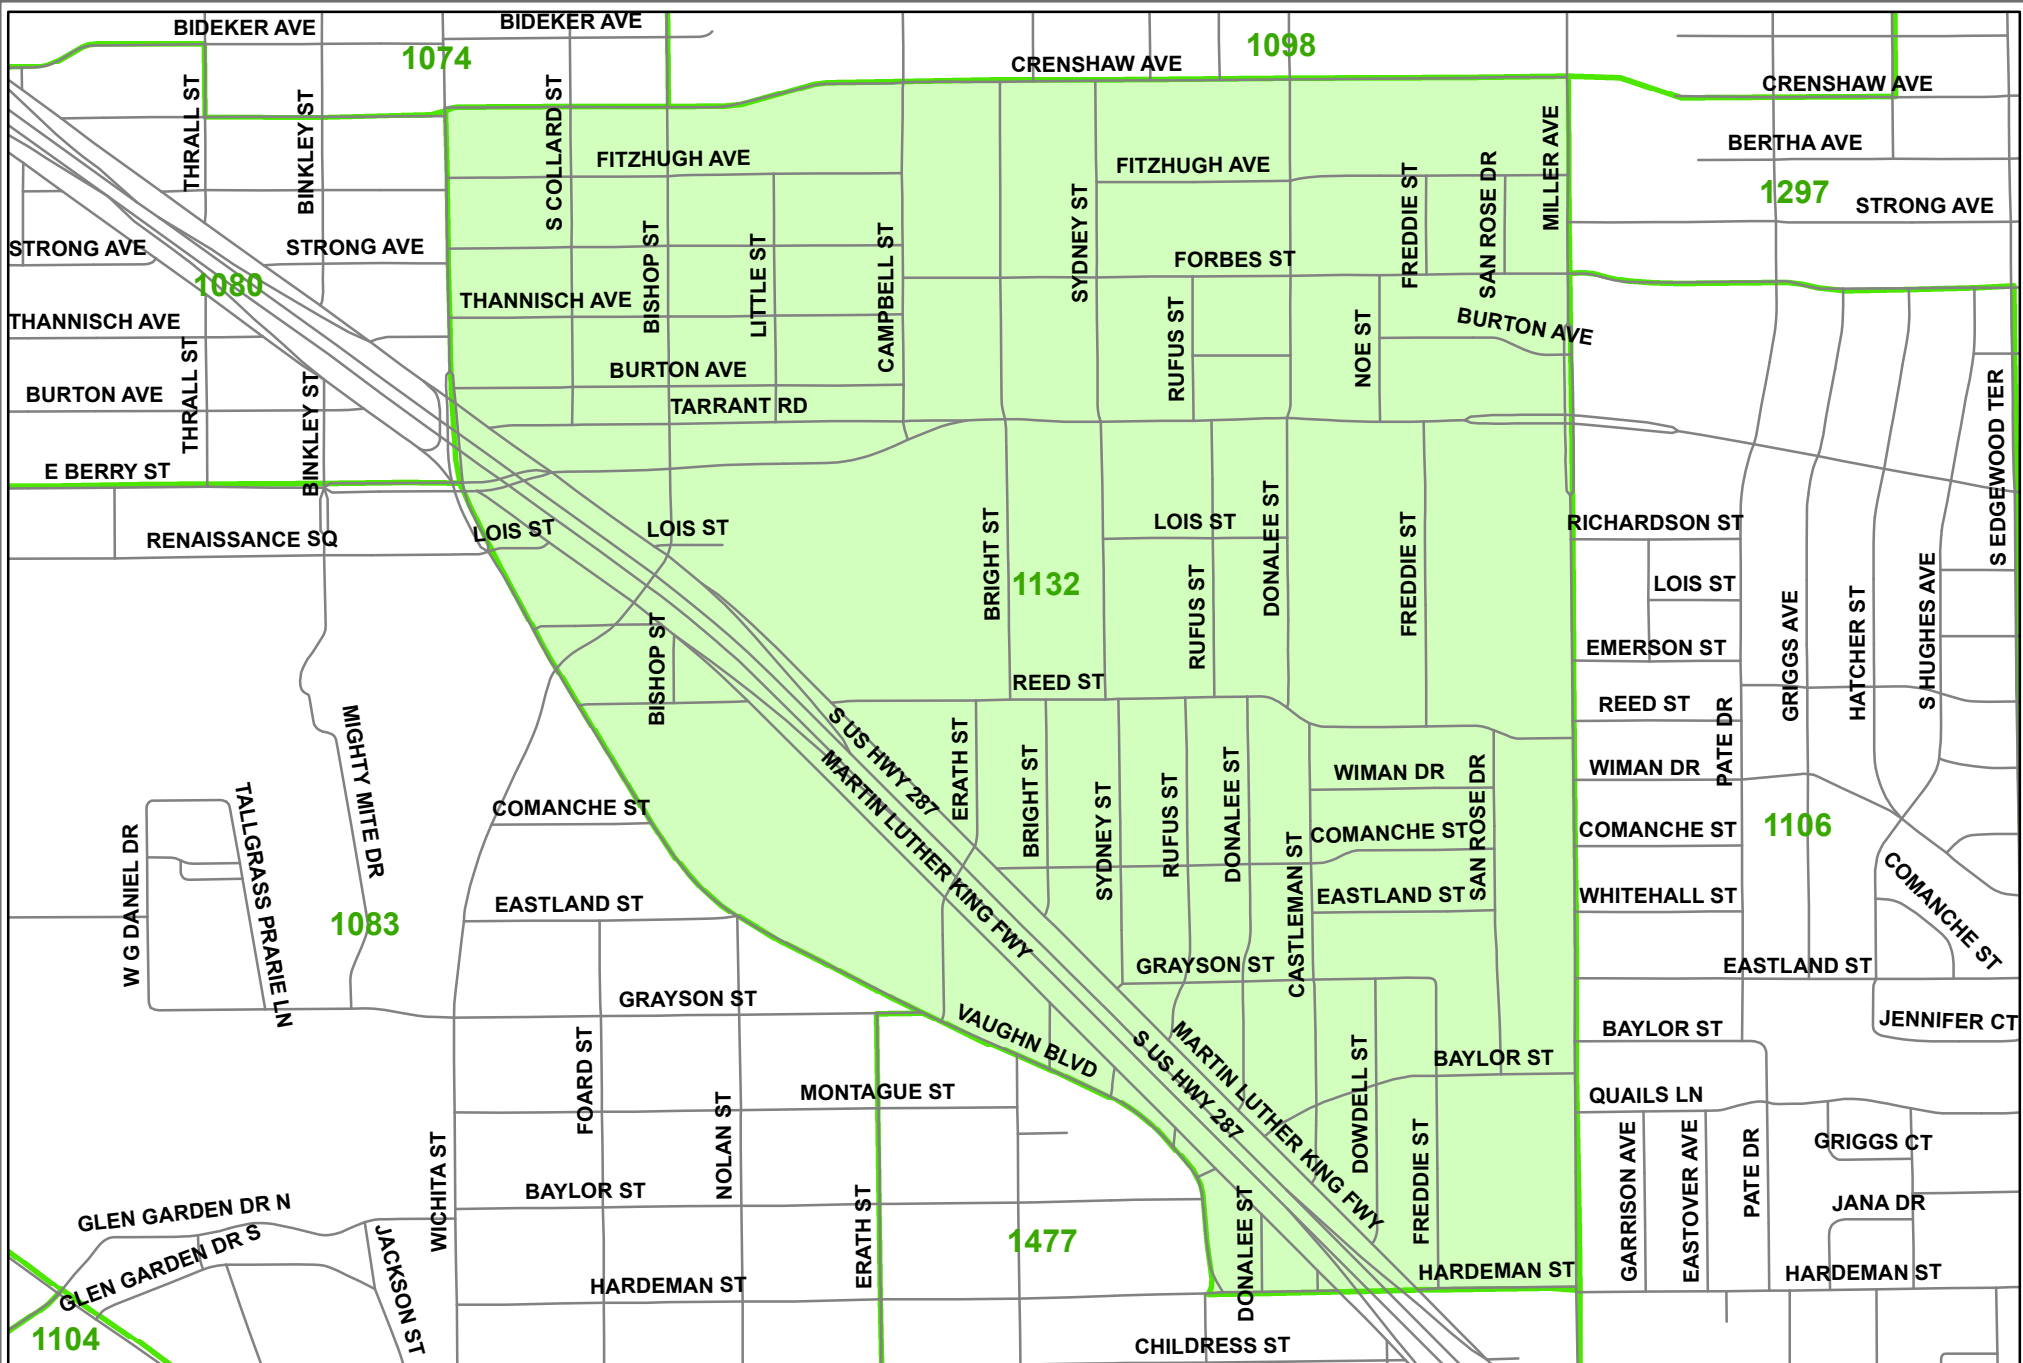 BIDEKER AVE
BIDEKER AVE
1074
1098
CRENSHAW AVE
CRENSHAW AVE
THRALL ST
BINKLEY ST
S COLLARD ST
MILLER AVE
BERTHA AVE
FITZHUGH AVE
FITZHUGH AVE
FREDDIE ST
SAN ROSE DR
1297
STRONG AVE
STRONG AVE
STRONG AVE
BISHOP ST
LITTLE ST
CAMPBELL ST
SYDNEY ST
FORBES ST
1080
THANNISCH AVE
THANNISCH AVE
RUFUS ST
NOE ST
BURTON AVE
THRALL ST
BINKLEY ST
BURTON AVE
BURTON AVE
TARRANT RD
S EDGEWOOD TER
E BERRY ST
RENAISSANCE SQ
LOIS ST
LOIS ST
BRIGHT ST
LOIS ST
DONALEE ST
FREDDIE ST
RICHARDSON ST
1132
RUFUS ST
LOIS ST
GRIGGS AVE
HATCHER ST
S HUGHES AVE
BISHOP ST
EMERSON ST
REED ST
REED ST
PATE DR
MIGHTY MITE DR
S US HWY 287
MARTIN LUTHER KING FWY
ERATH ST
BRIGHT ST
SYDNEY ST
RUFUS ST
DONALEE ST
WIMAN DR
SAN ROSE DR
WIMAN DR
COMANCHE ST
COMANCHE ST
COMANCHE ST
1106
W G DANIEL DR
TALLGRASS PRARIE LN
1083
EASTLAND ST
CASTLEMAN ST
EASTLAND ST
WHITEHALL ST
COMANCHE ST
GRAYSON ST
GRAYSON ST
EASTLAND ST
VAUGHN BLVD
S US HWY 287
MARTIN LUTHER KING FWY
BAYLOR ST
JENNIFER CT
FOARD ST
NOLAN ST
MONTAGUE ST
DOWDELL ST
BAYLOR ST
QUAILS LN
WICHITA ST
FREDDIE ST
GARRISON AVE
EASTOVER AVE
PATE DR
GRIGGS CT
BAYLOR ST
ERATH ST
DONALEE ST
JANA DR
GLEN GARDEN DR N
GLEN GARDEN DR S
JACKSON ST
1477
HARDEMAN ST
HARDEMAN ST
HARDEMAN ST
1104
CHILDRESS ST